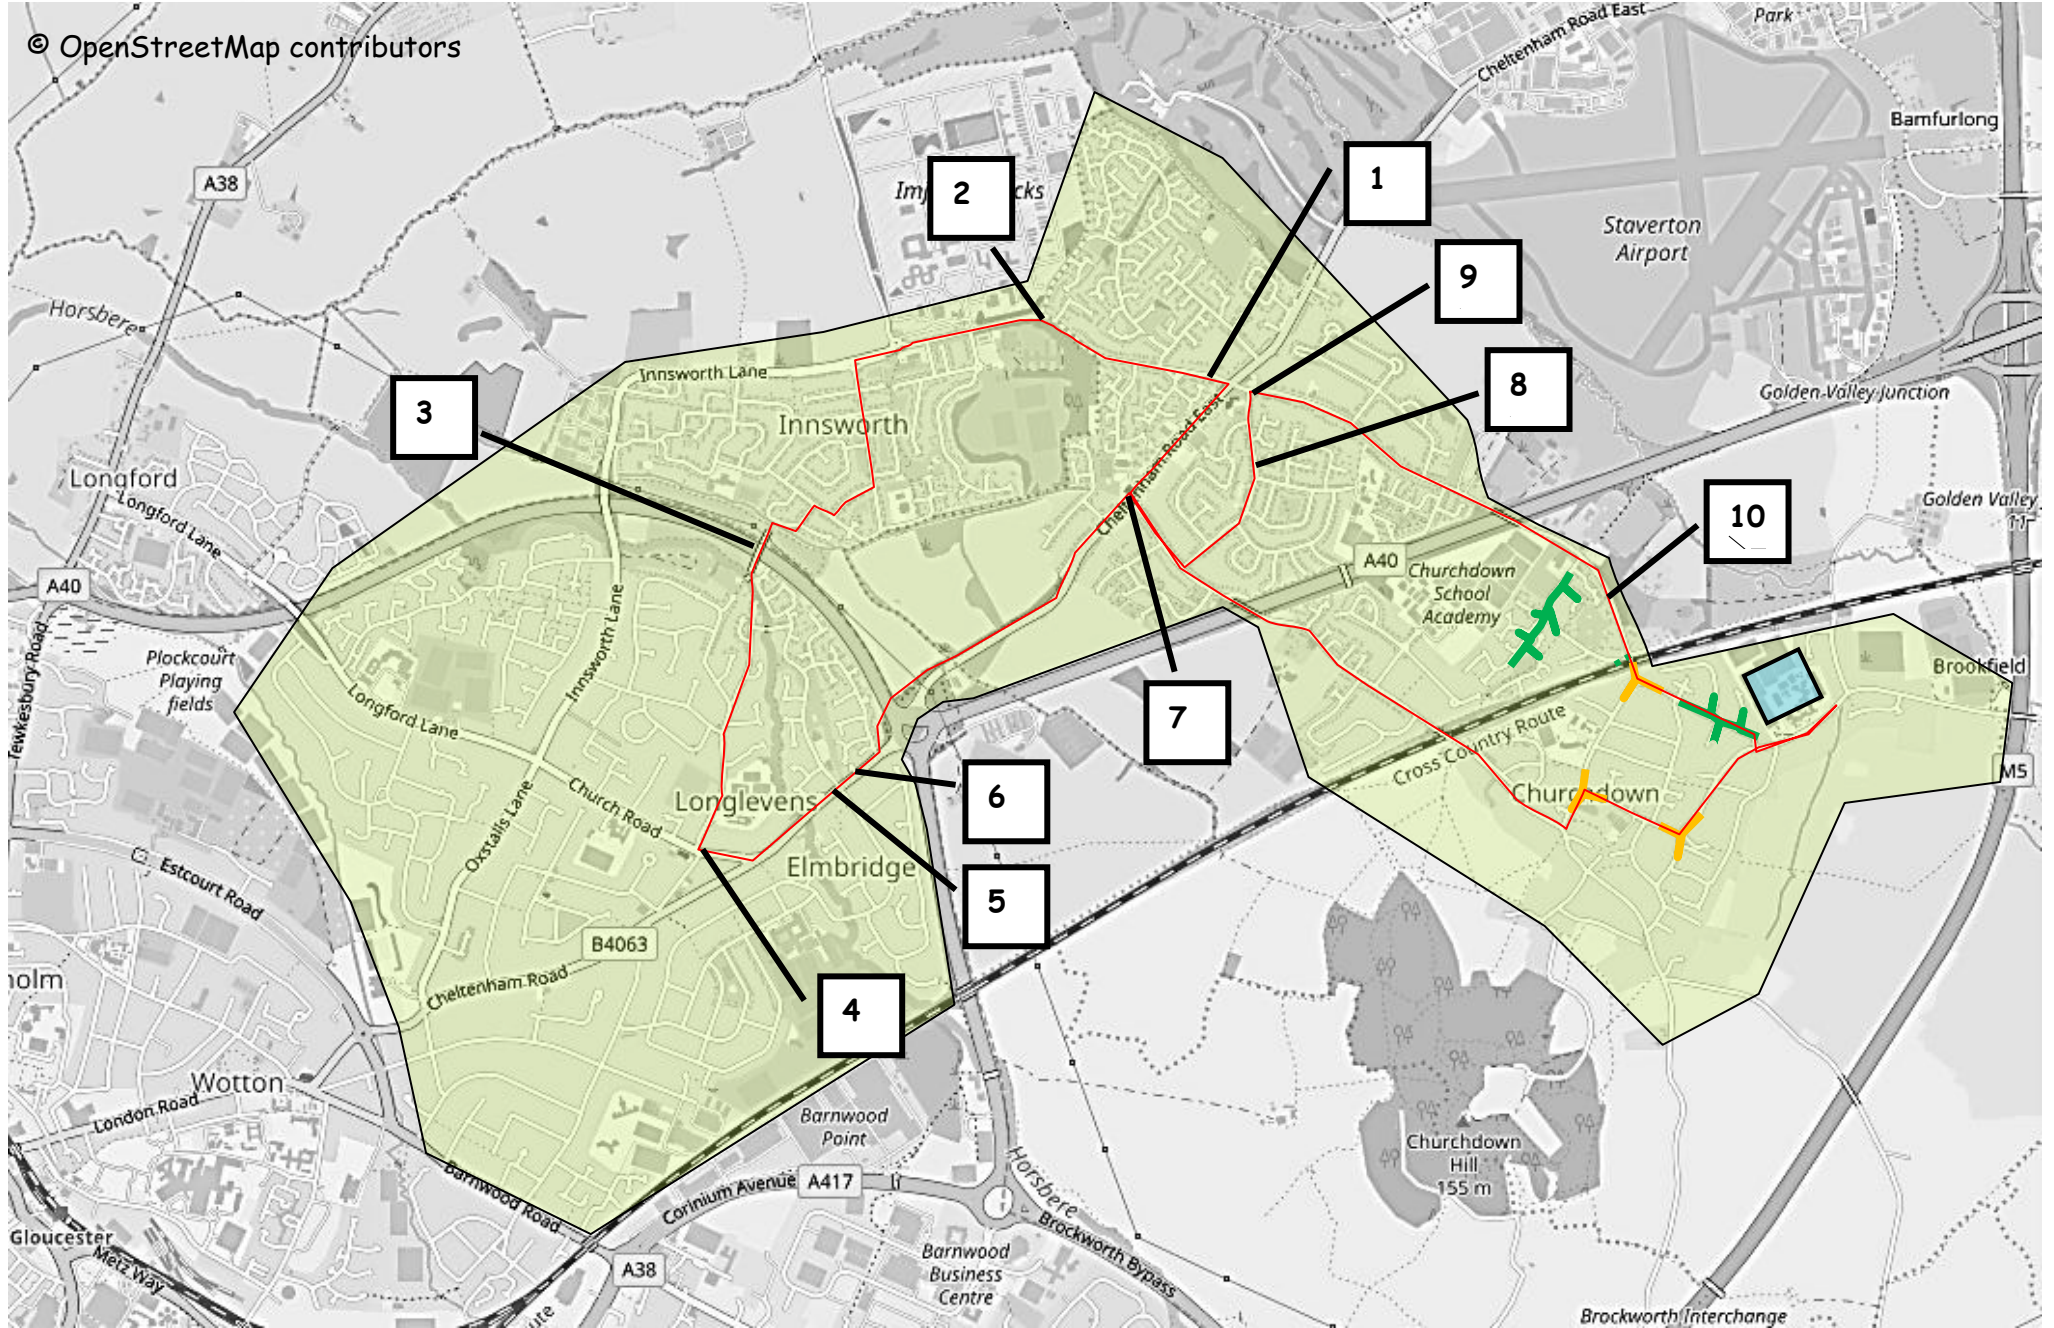 © OpenStreetMap contributors
Cheltenham Road East
Park
Bamfurlong
A38
2
1
Staverton
Airport
9
Horsbere
Innsworth Lane
3
Innsworth
8
Golden Valley Junction
Longford
Longford Lane
Cheltenham Road East
10
Golden Valley
11
A40
A40
Churchdown
School
Academy
Tewkesbury Road
Plockcourt
Playing
fields
Innsworth Lane
Longford Lane
7
Brookfield
Cross Country Route
M5
Churchdown
6
Longlevens
Church Road
Oxstalls Lane
Elmbridge
5
Estcourt Road
B4063
Cheltenham Road
4
holm
Wotton
London Road
Barnwood
Point
Churchdown
Hill
155 m
Barnwood Road
Corinium Avenue
A417
Horsbere
Brockworth Bypass
Gloucester
Metz Way
A38
Barnwood
Business
Centre
Brockworth Interchange